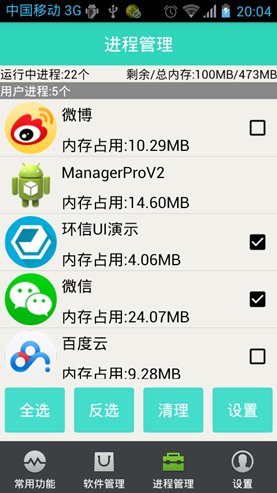 中国移动 3G 20:04
进程管理
运行中进程:22个 剩余/总内存:100MB/473MB
用户进程:5个
微博
内存占用:10.29MB
ManagerProV2
内存占用:14.60MB
环信UI演示
内存占用:4.06MB
微信
内存占用:24.07MB
百度云
内存占用:9.28MB
全选 反选 清理 设置
常用功能 软件管理 进程管理 设置